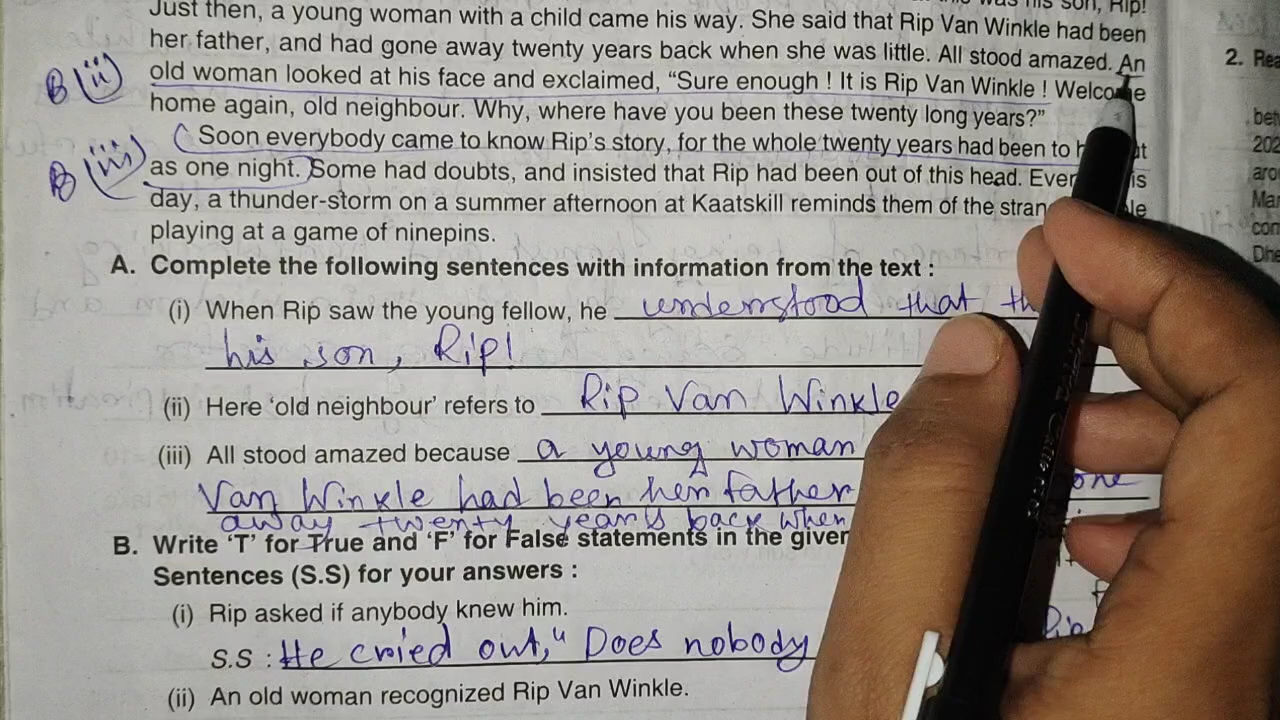 was his son, Rip!
Just then, a young woman with a child came his way. She said that Rip Van Winkle had been
her father, and had gone away twenty years back when she was little. All stood amazed. An
B (ii) old woman looked at his face and exclaimed, “Sure enough ! It is Rip Van Winkle ! Welcome
home again, old neighbour. Why, where have you been these twenty long years?”
B (iii) Soon everybody came to know Rip's story, for the whole twenty years had been to
as one night. Some had doubts, and insisted that Rip had been out of this head.
day, a thunder-storm on a summer afternoon at Kaatskill reminds them of the
playing at a game of ninepins.
A. Complete the following sentences with information from the text :
(i) When Rip saw the young fellow, he understood that
his son, Rip!
(ii) Here ‘old neighbour’ refers to Rip Van Winkle
(iii) All stood amazed because a young woman
Van Winkle had been her father
away twenty years back when
B. Write ‘T’ for True and ‘F’ for False statements in the
Sentences (S.S) for your answers :
(i) Rip asked if anybody knew him.
S.S : He cried out, "Does nobody
(ii) An old woman recognized Rip Van Winkle.
2.